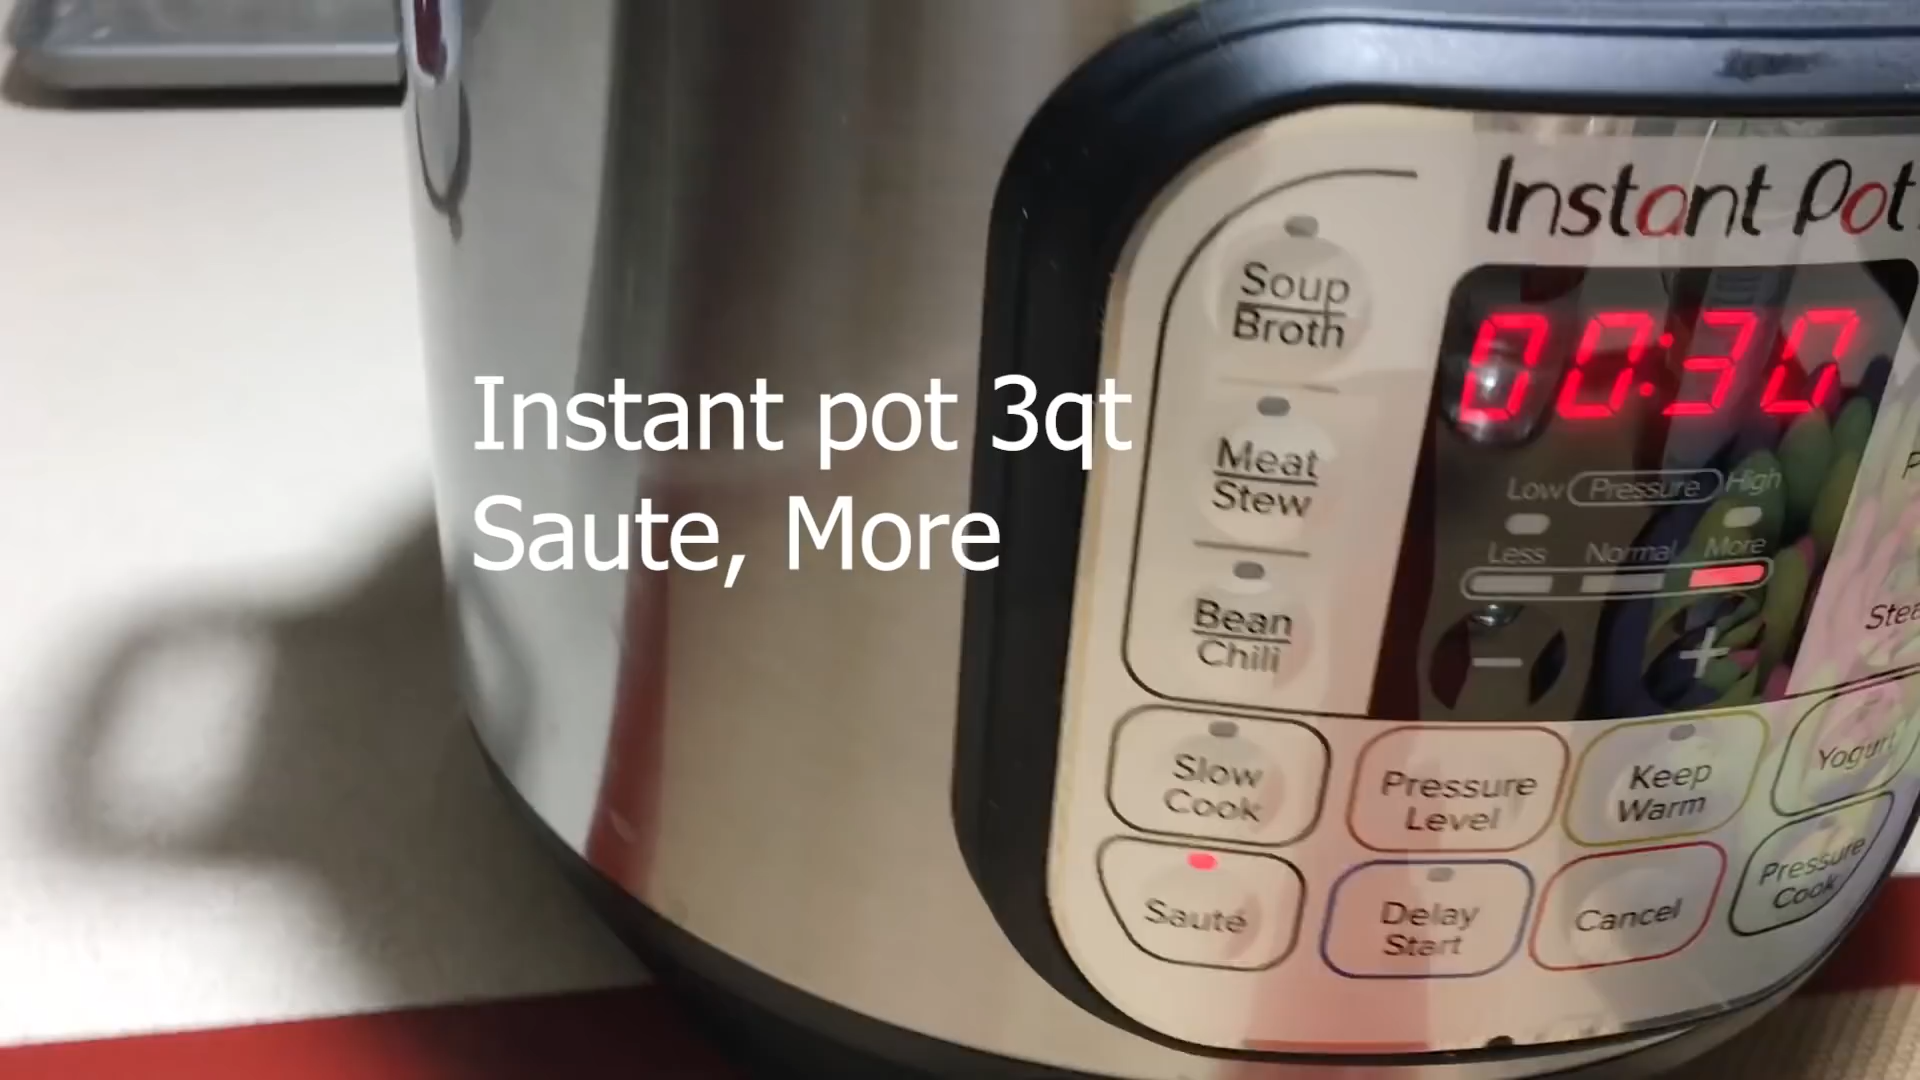 Instant pot 3qt
Saute, More
Instant Pot
Soup
Broth
00:30
Meat
Stew
Low Pressure High
Less Normal More
Bean
Chili
− +
Slow
Cook
Pressure
Level
Keep
Warm
Yogurt
Sauté
Delay
Start
Cancel
Pressure
Cook